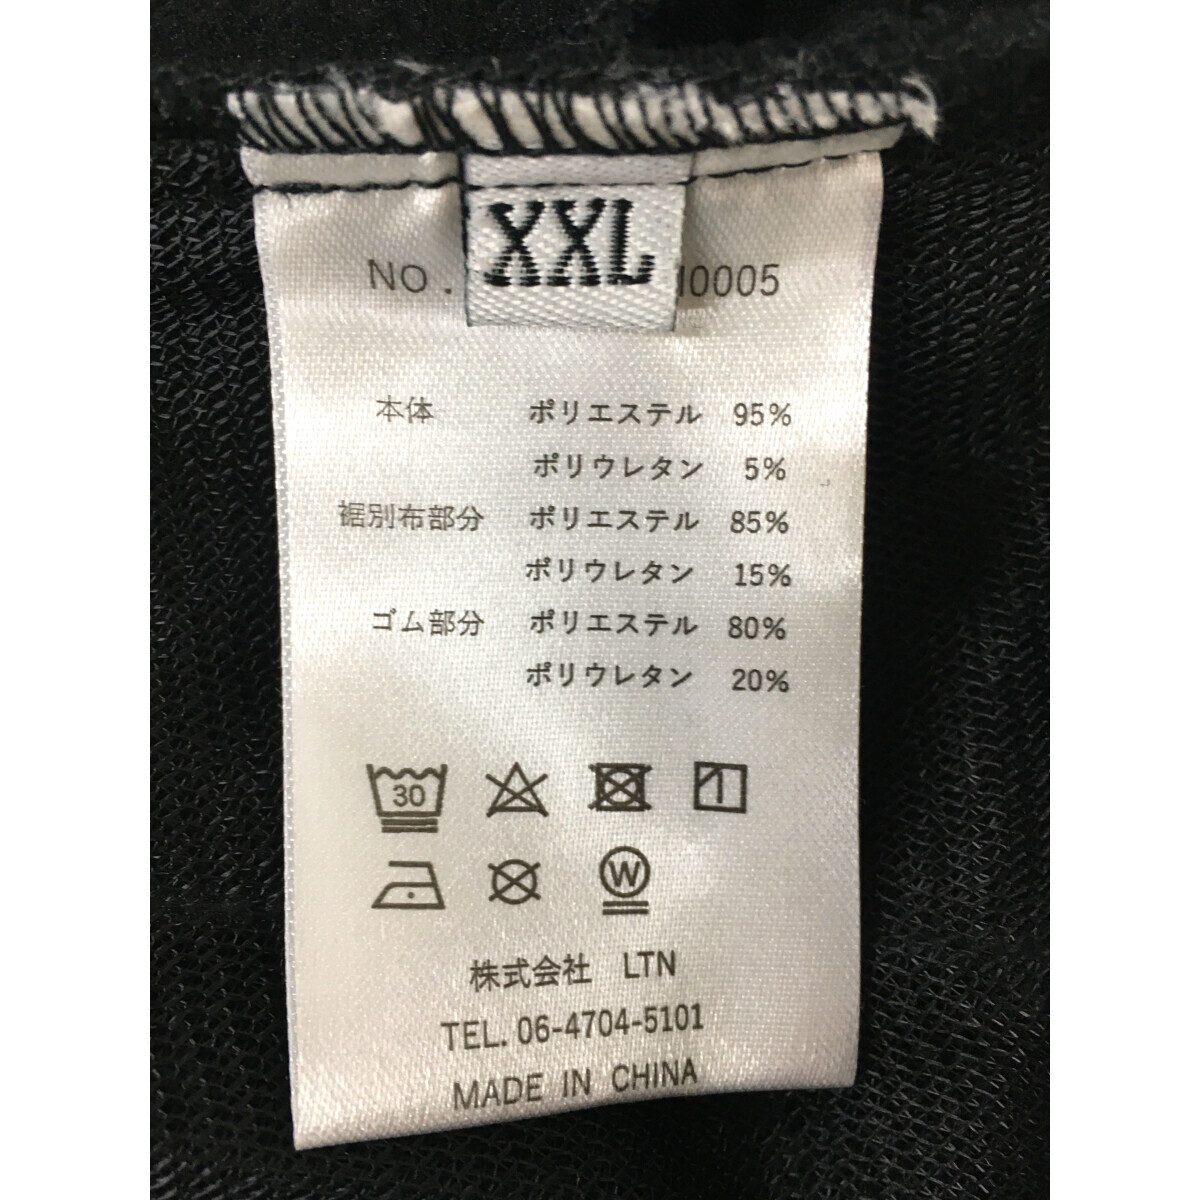 XXL
NO. 10005
本体 ポリエステル 95%
ポリウレタン 5%
裾別布部分 ポリエステル 85%
ポリウレタン 15%
ゴム部分 ポリエステル 80%
ポリウレタン 20%
30
W
株式会社 LTN
TEL. 06-4704-5101
MADE IN CHINA